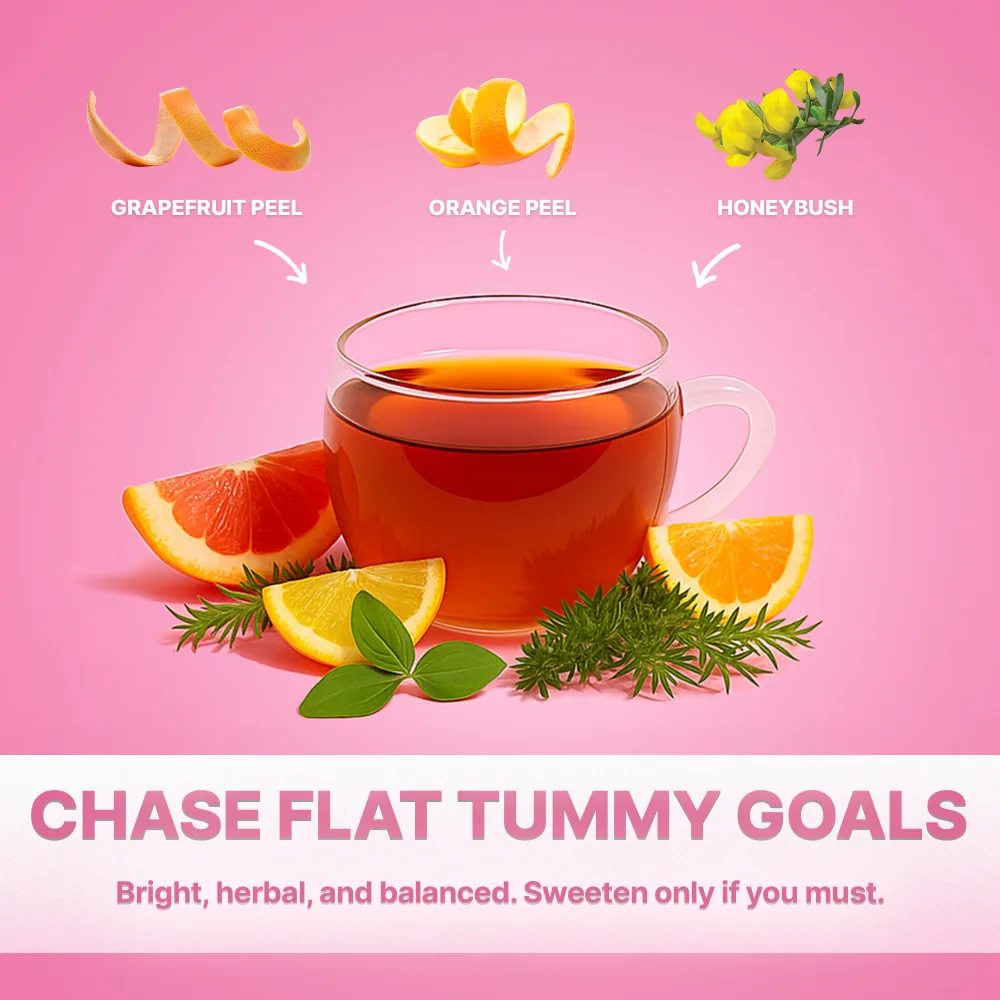 GRAPEFRUIT PEEL
ORANGE PEEL
HONEYBUSH
CHASE FLAT TUMMY GOALS
Bright, herbal, and balanced. Sweeten only if you must.